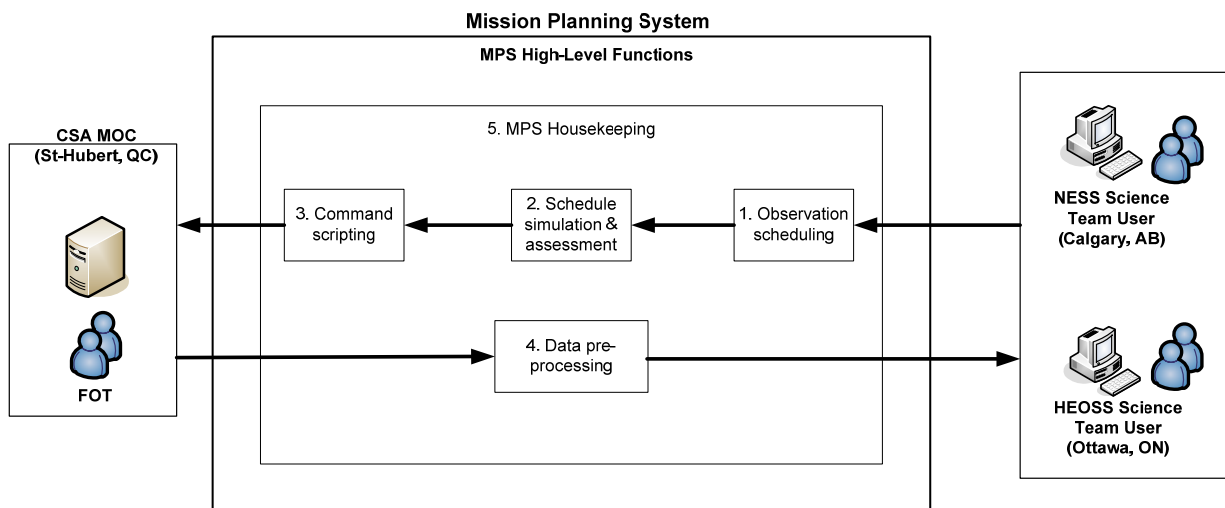 Mission Planning System
MPS High-Level Functions
CSA MOC
(St-Hubert, QC)
FOT
5. MPS Housekeeping
3. Command
scripting
2. Schedule
simulation &
assessment
1. Observation
scheduling
4. Data pre-
processing
NESS Science
Team User
(Calgary, AB)
HEOSS Science
Team User
(Ottawa, ON)